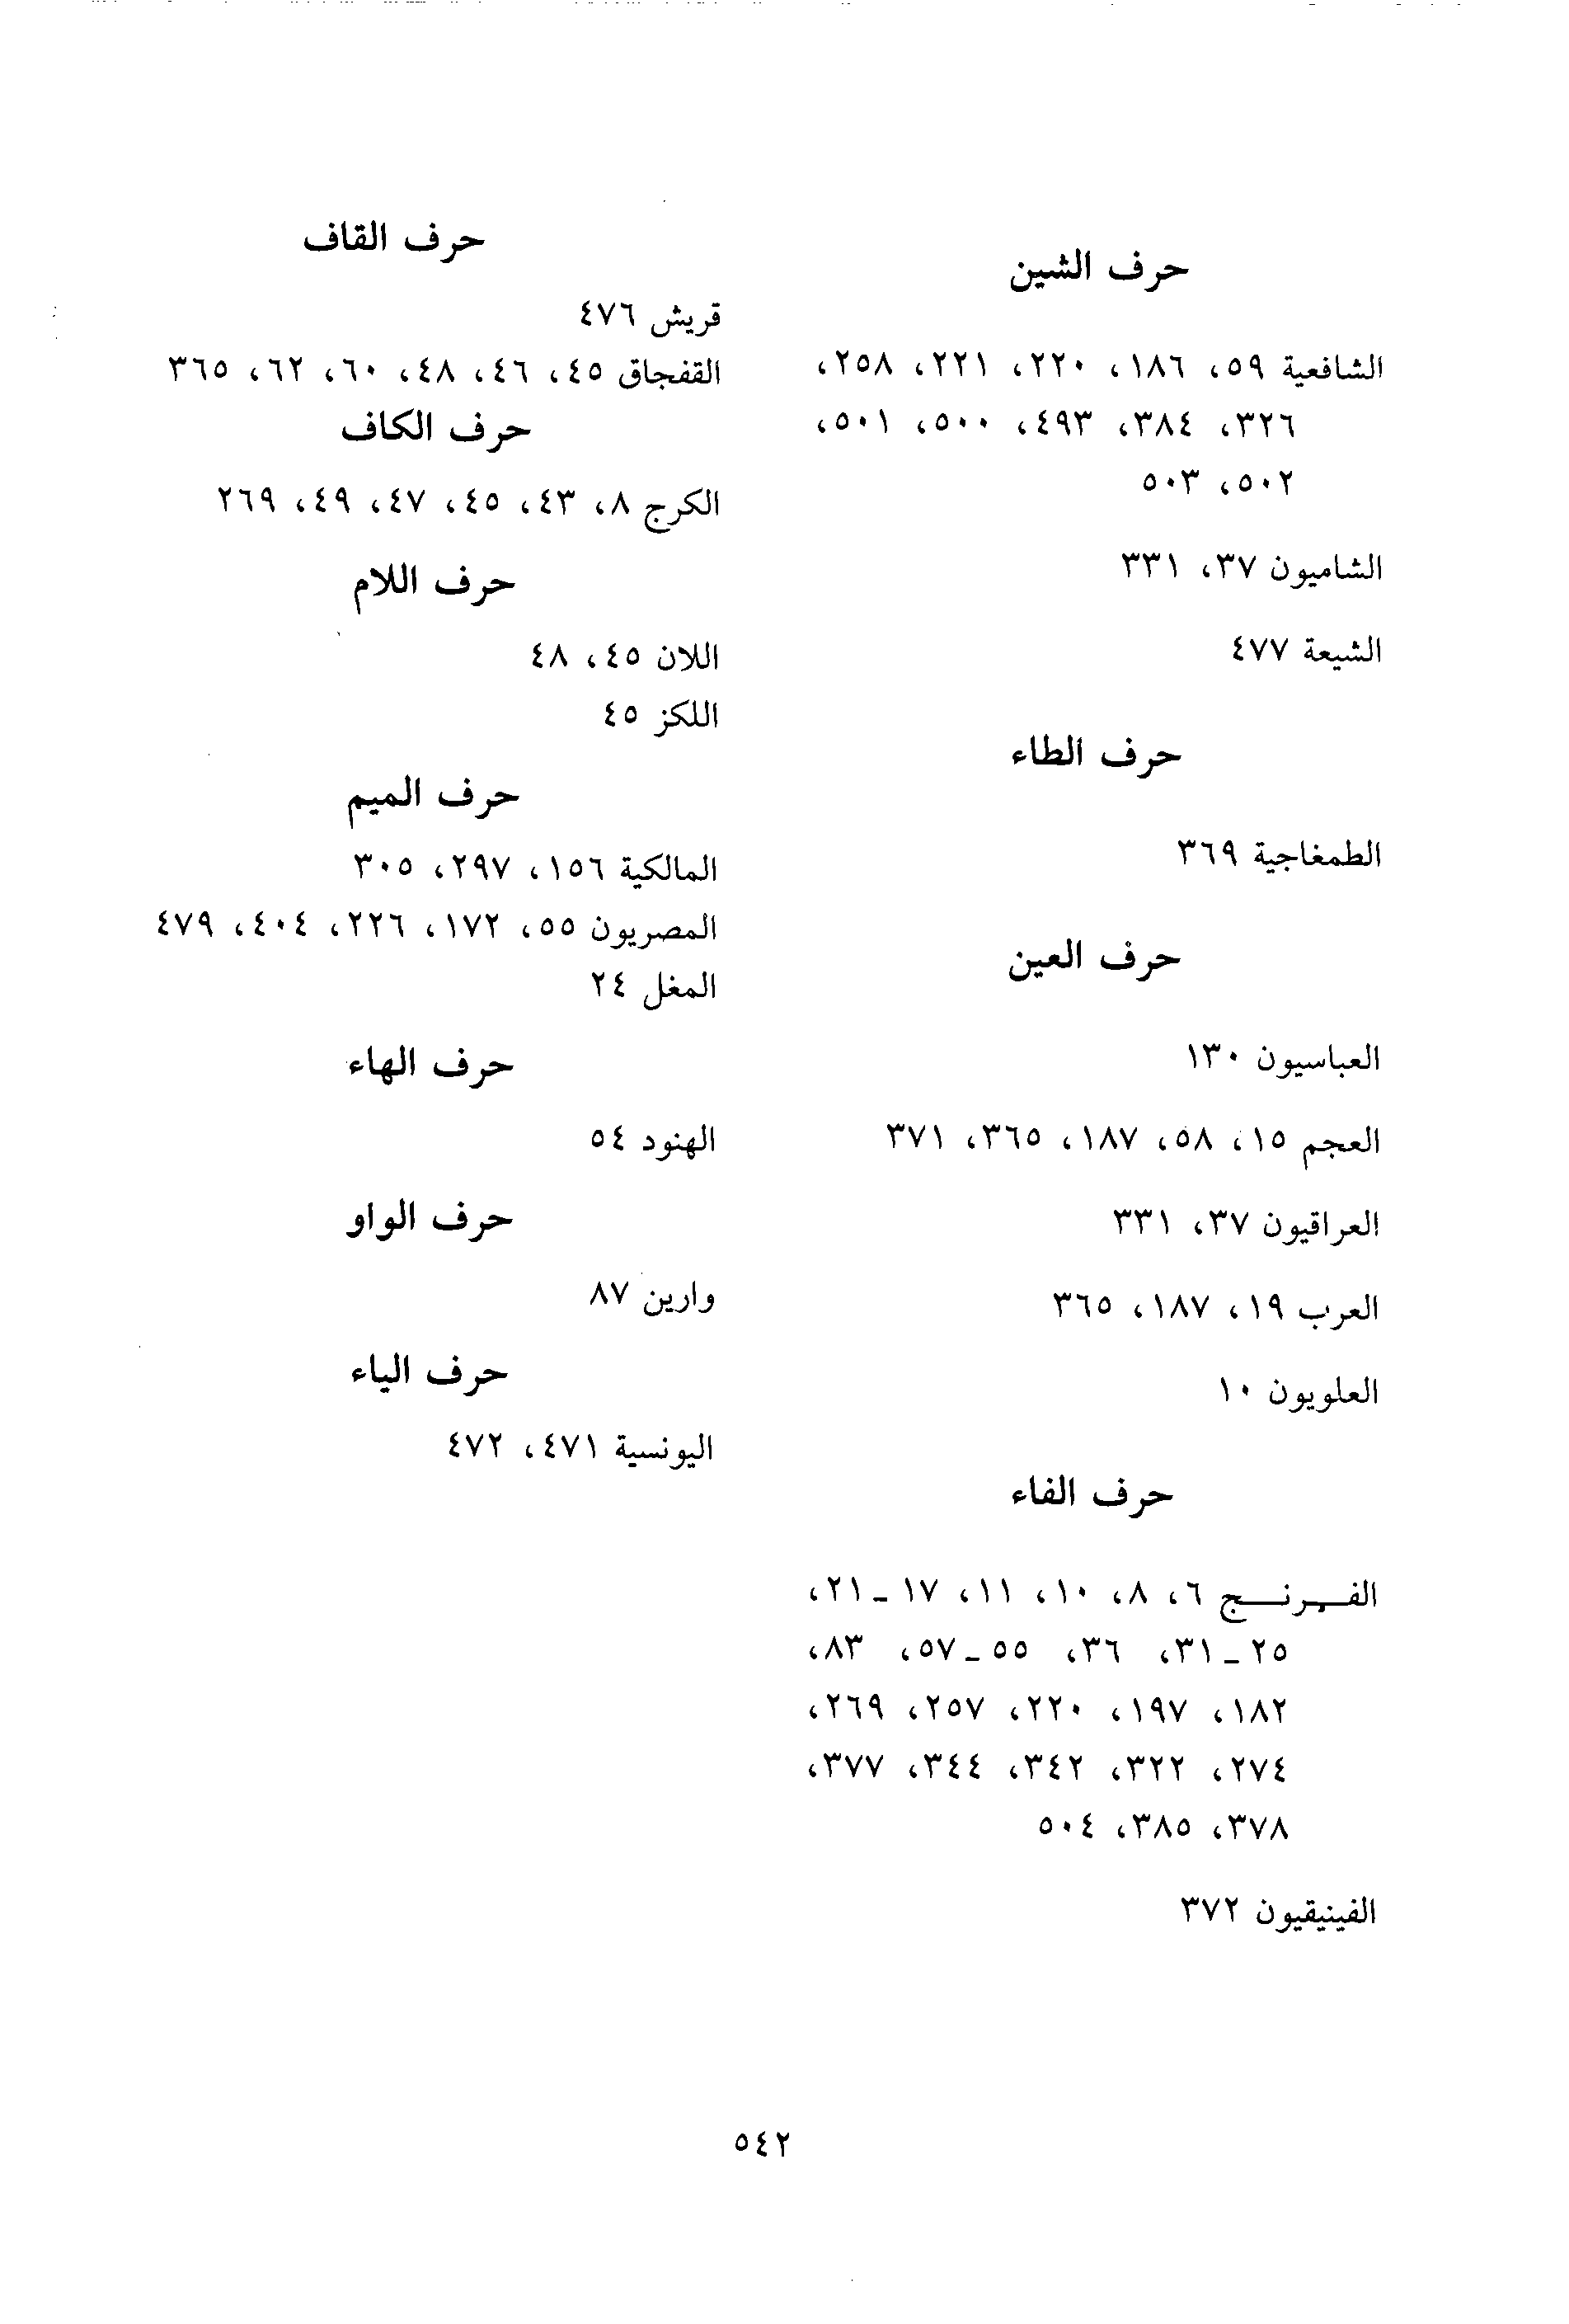 حرف الشين
الشافعية ٥٩، ١٨٦، ٢٢٠، ٢٢١، ٢٥٨،
٣٢٦، ٣٨٤، ٤٩٣، ٥٠٠، ٥٠١،
٥٠٢، ٥٠٣
الشاميون ٣٧، ٣٣١
الشيعة ٤٧٧
حرف الطاء
الطمغاجية ٣٦٩
حرف العين
العباسيون ١٣٠
العجم ١٥، ٥٨، ١٨٧، ٣٦٥، ٣٧١
العراقيون ٣٧، ٣٣١
العرب ١٩، ١٨٧، ٣٦٥
العلويون ١٠
حرف الفاء
الفـــرنـــج ٦، ٨، ١٠، ١١، ١٧ ـ ٢١،
٢٥ ـ ٣١، ٣٦، ٥٥ ـ ٥٧، ٨٣،
١٨٢، ١٩٧، ٢٢٠، ٢٥٧، ٢٦٩،
٢٧٤، ٣٢٢، ٣٤٢، ٣٤٤، ٣٧٧،
٣٧٨، ٣٨٥، ٥٠٤
الفينيقيون ٣٧٢
حرف القاف
قريش ٤٧٦
القفجاق ٤٥، ٤٦، ٤٨، ٦٠، ٦٢، ٣٦٥
حرف الكاف
الكرج ٨، ٤٣، ٤٥، ٤٧، ٤٩، ٢٦٩
حرف اللام
اللان ٤٥، ٤٨
اللكز ٤٥
حرف الميم
المالكية ١٥٦، ٢٩٧، ٣٠٥
المصريون ٥٥، ١٧٢، ٢٢٦، ٤٠٤، ٤٧٩
المغل ٢٤
حرف الهاء
الهنود ٥٤
حرف الواو
وارين ٨٧
حرف الياء
اليونسية ٤٧١، ٤٧٢
٥٤٢